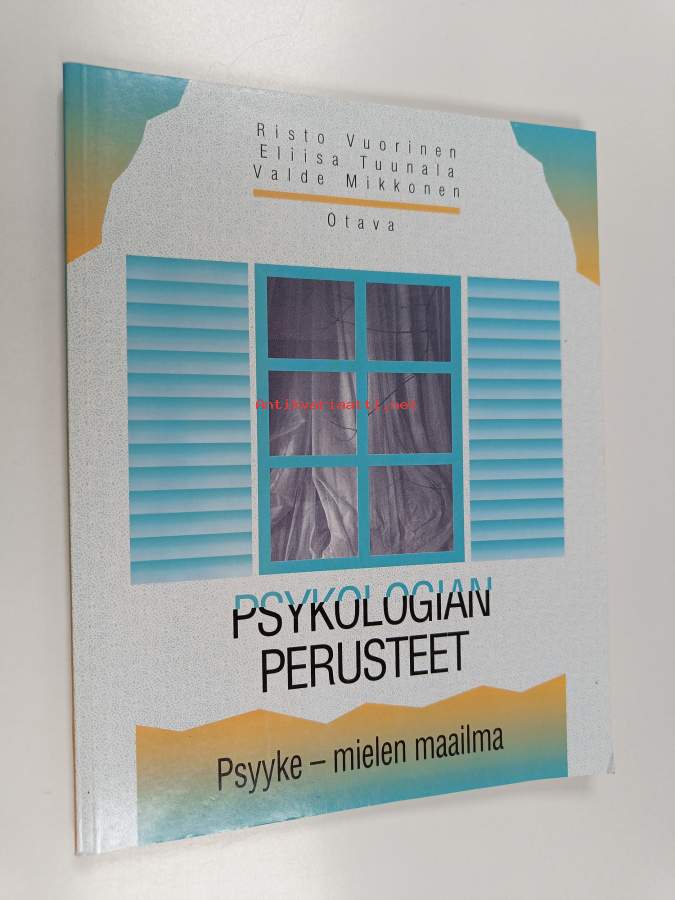 Risto Vuorinen
Eliisa Tuunala
Valde Mikkonen
Otava
Antikvariaatti.net
PSYKOLOGIAN
PERUSTEET
Psyyke – mielen maailma